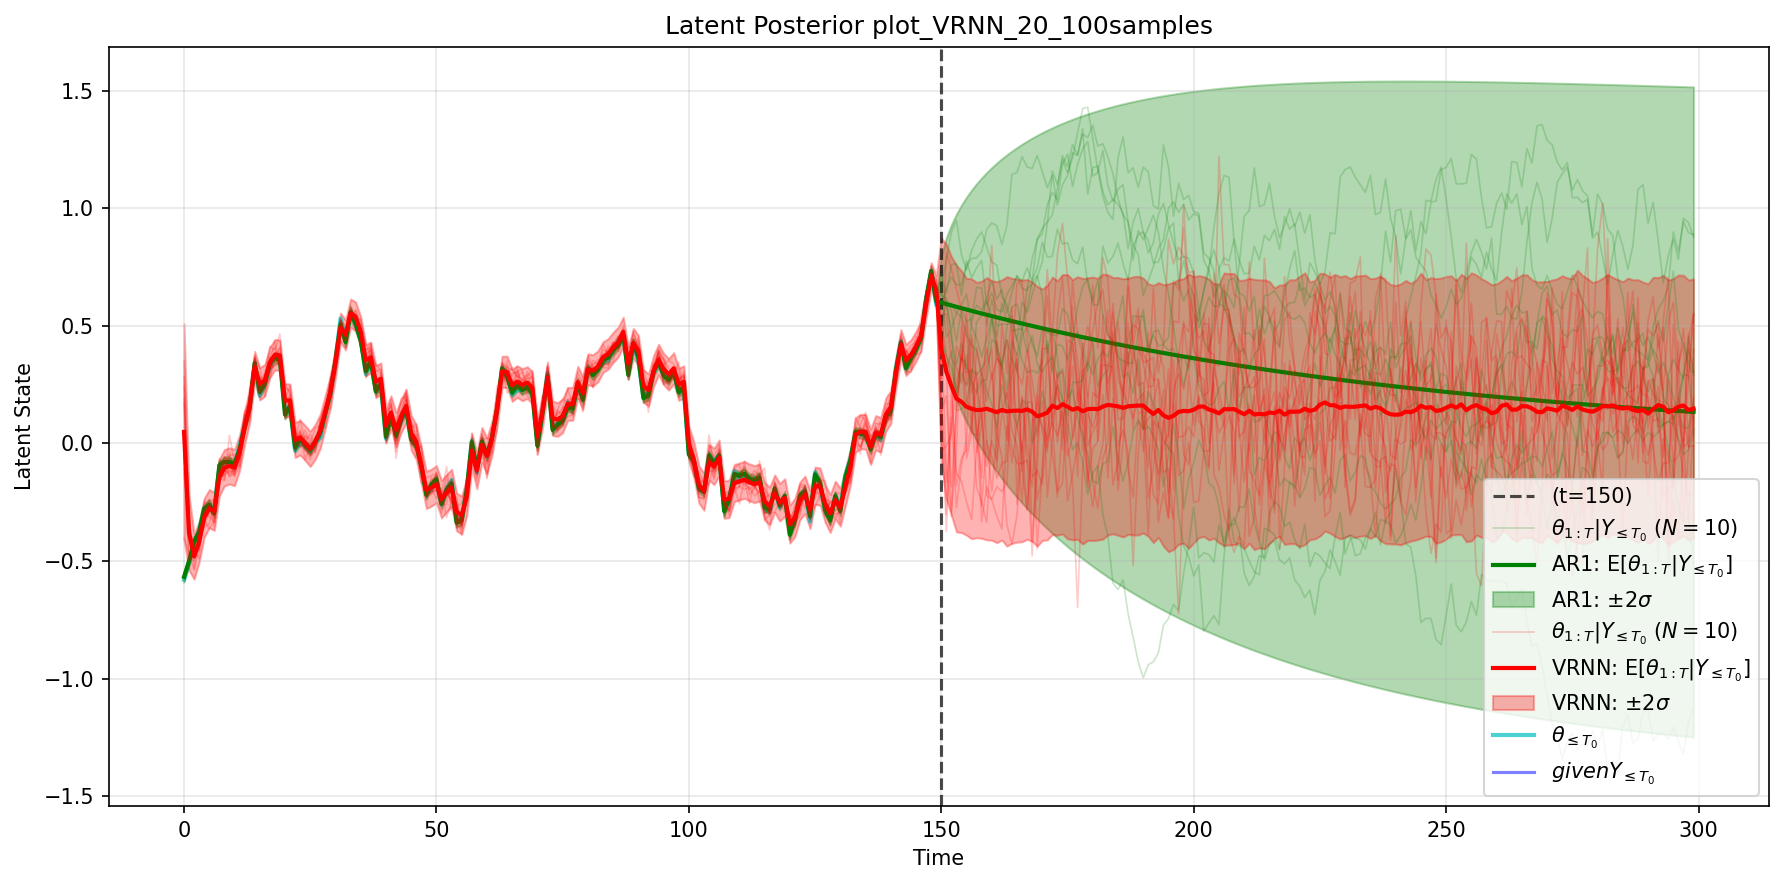 Latent Posterior plot_VRNN_20_100samples
Latent State
1.5
1.0
0.5
0.0
−0.5
−1.0
−1.5
0 50 100 150 200 250 300
Time
(t=150)
θ₁:T|Y≤T₀ (N = 10)
AR1: E[θ₁:T|Y≤T₀]
AR1: ±2σ
θ₁:T|Y≤T₀ (N = 10)
VRNN: E[θ₁:T|Y≤T₀]
VRNN: ±2σ
θ≤T₀
givenY≤T₀